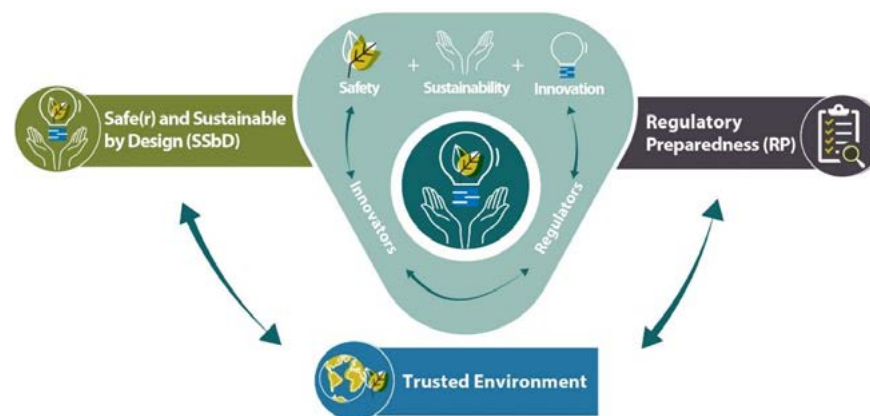 Safety + Sustainability + Innovation
Safe(r) and Sustainable
by Design (SSbD)
Regulatory
Preparedness (RP)
Innovators
Regulators
Trusted Environment